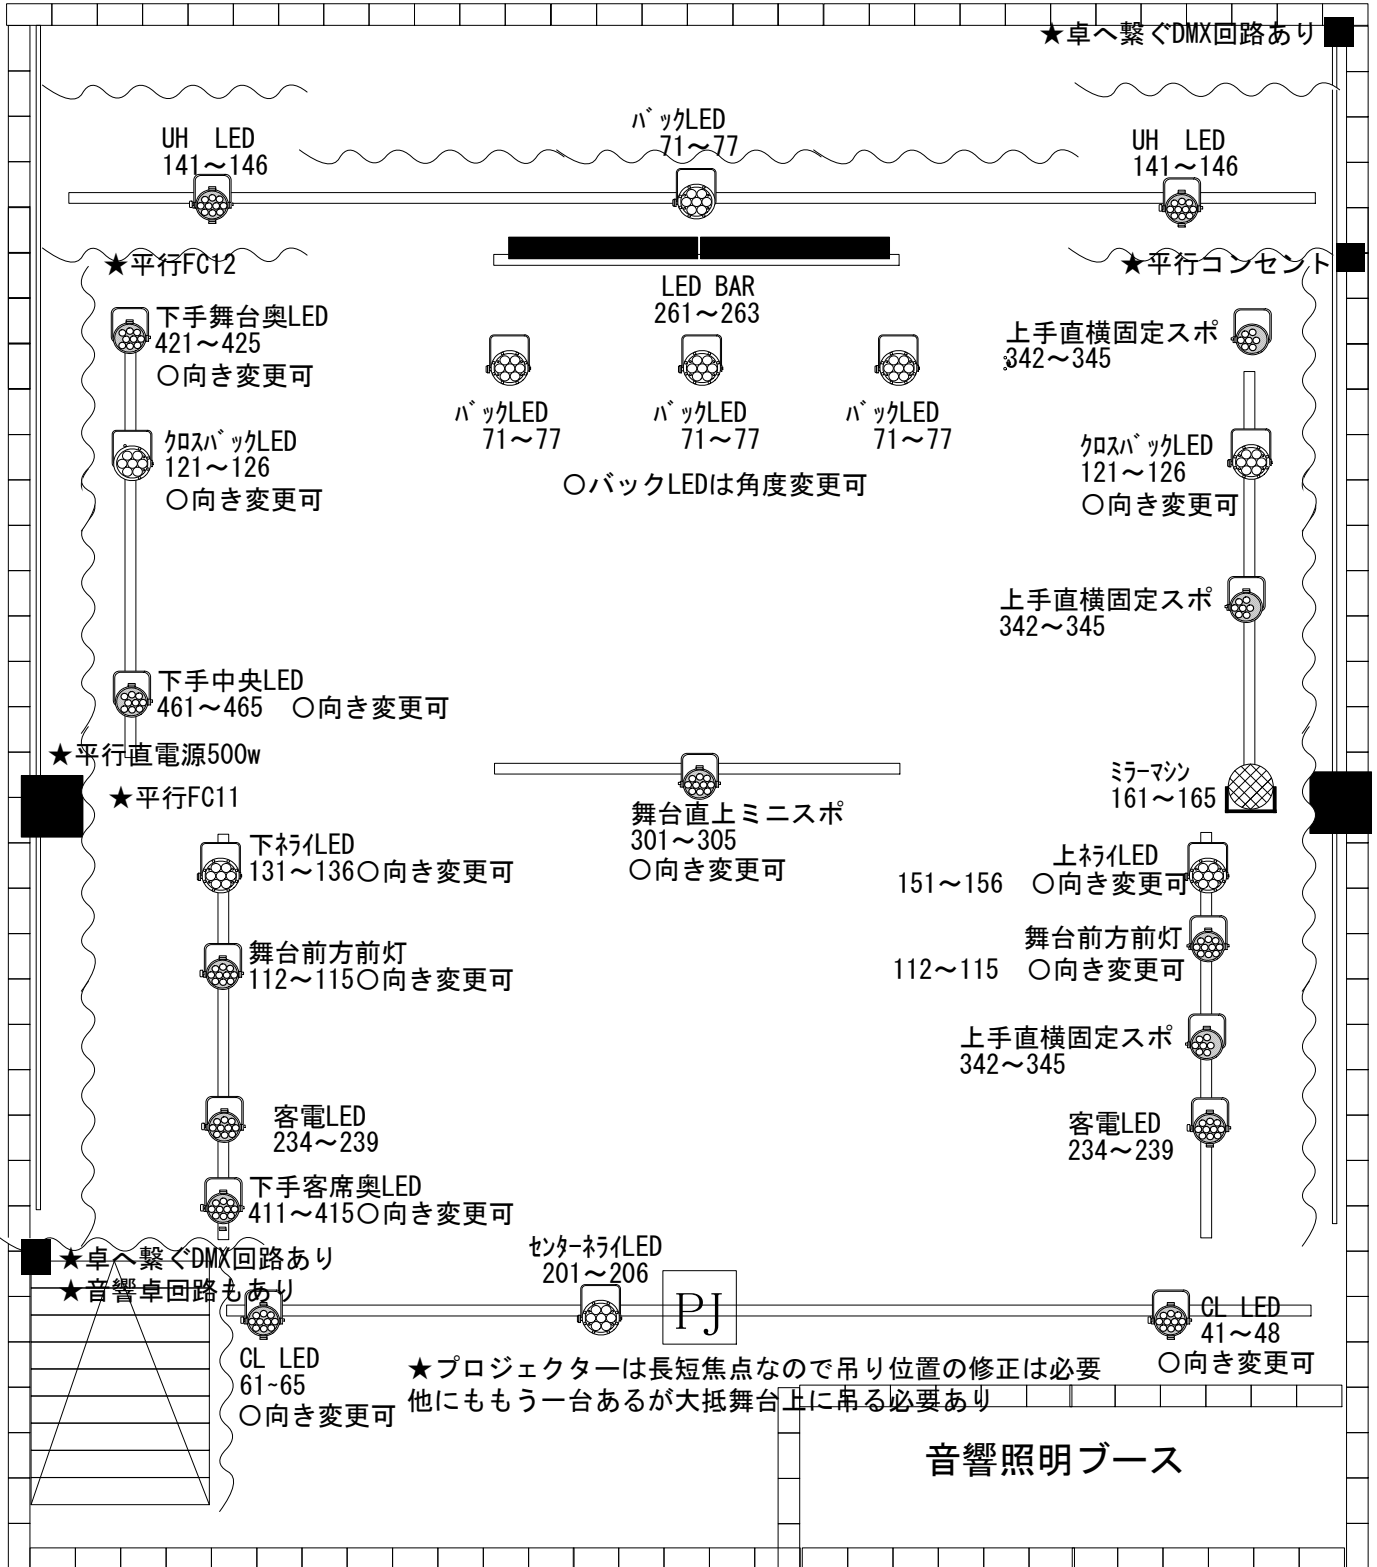 ★卓へ繋ぐDMX回路あり
バックLED
71～77
UH LED
141～146
UH LED
141～146
★平行FC12
★平行コンセント
LED BAR
261～263
下手舞台奥LED
421～425
○向き変更可
上手直横固定スポ
342～345
バックLED
71～77
バックLED
71～77
バックLED
71～77
○バックLEDは角度変更可
クロスバックLED
121～126
○向き変更可
クロスバックLED
121～126
○向き変更可
上手直横固定スポ
342～345
下手中央LED
461～465 ○向き変更可
★平行直電源500w
★平行FC11
ミラーマシン
161～165
舞台直上ミニスポ
301～305
○向き変更可
下ネライLED
131～136○向き変更可
上ネライLED
151～156 ○向き変更可
舞台前方前灯
112～115○向き変更可
舞台前方前灯
112～115 ○向き変更可
上手直横固定スポ
342～345
客電LED
234～239
客電LED
234～239
下手客席奥LED
411～415○向き変更可
★卓へ繋ぐDMX回路あり
★音響卓回路もあり
センターネライLED
201～206
PJ
CL LED
41～48
○向き変更可
CL LED
61~65
○向き変更可
★プロジェクターは長短焦点なので吊り位置の修正は必要
他にももう一台あるが大抵舞台上に吊る必要あり
音響照明ブース